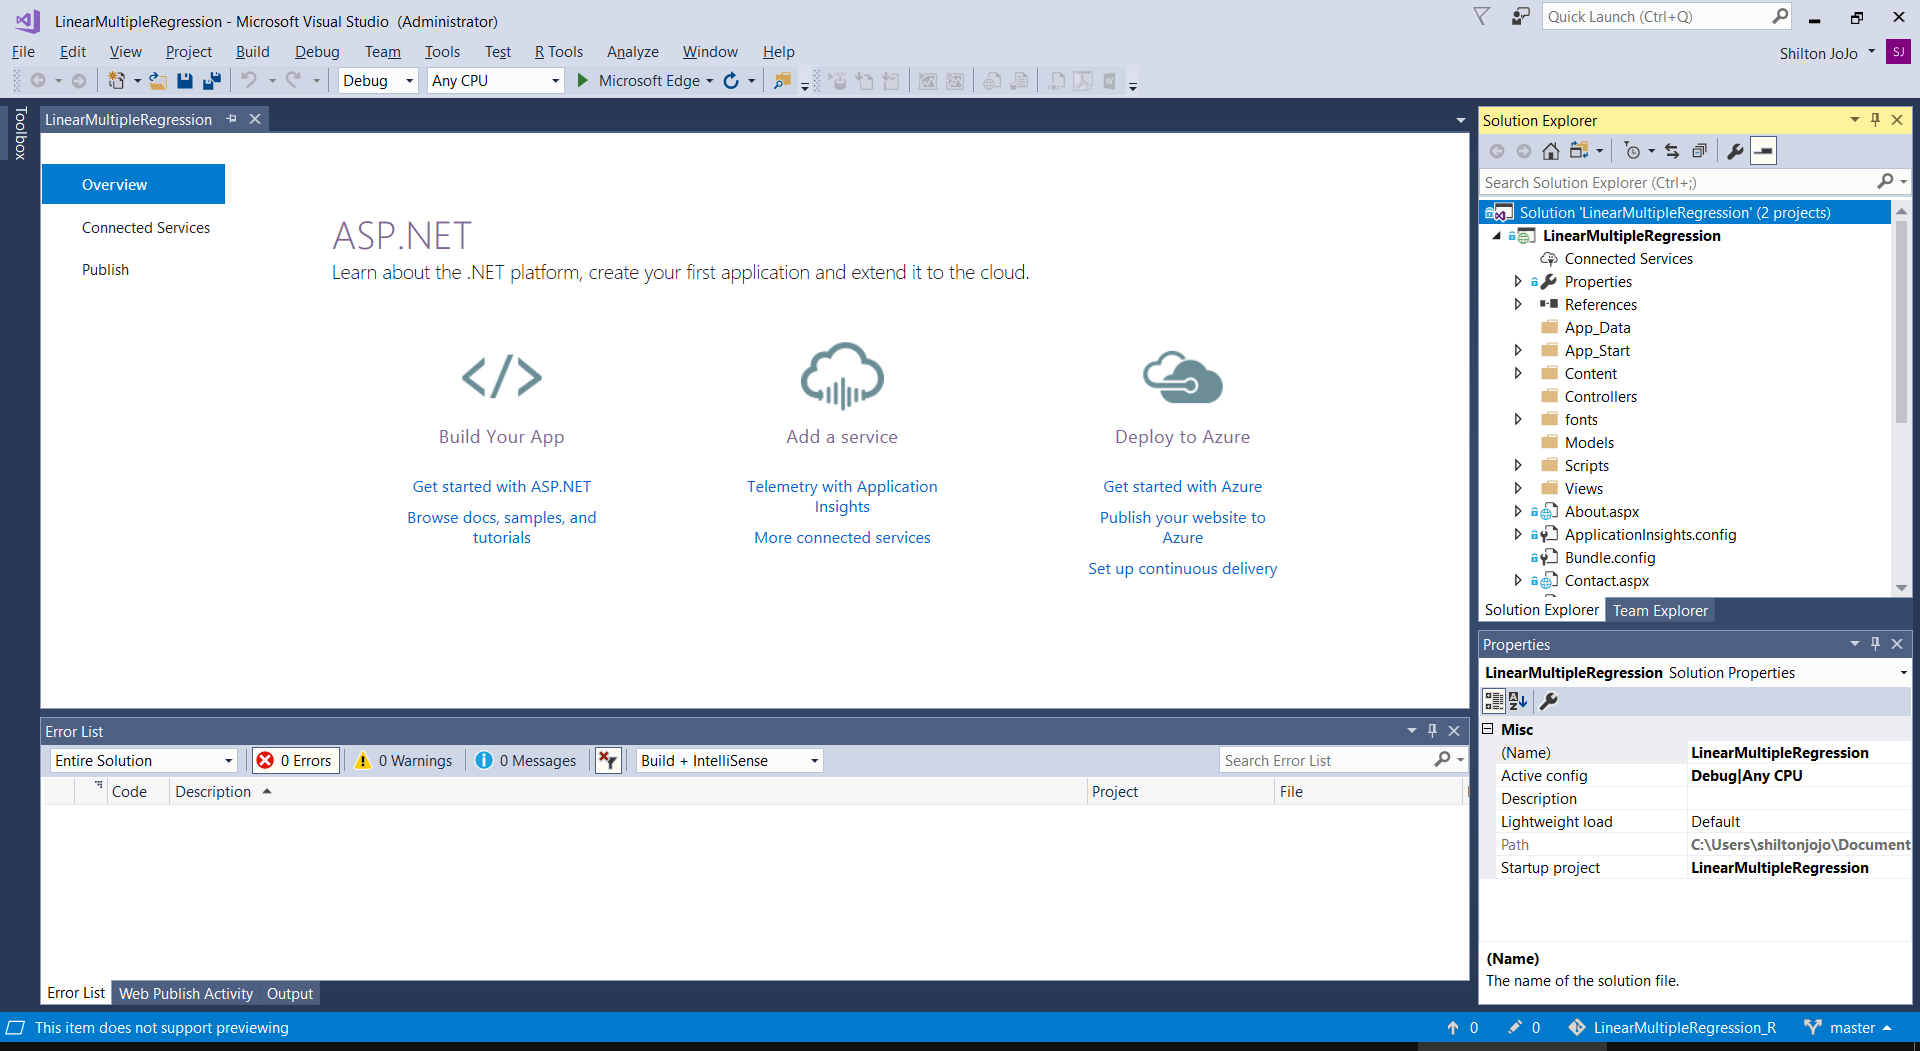 LinearMultipleRegression - Microsoft Visual Studio (Administrator)
Quick Launch (Ctrl+Q)
File Edit View Project Build Debug Team Tools Test R Tools Analyze Window Help
Shilton JoJo SJ
Debug Any CPU Microsoft Edge
Toolbox
LinearMultipleRegression
Overview
Connected Services
Publish
ASP.NET
Learn about the .NET platform, create your first application and extend it to the cloud.
Build Your App
Get started with ASP.NET
Browse docs, samples, and
tutorials
Add a service
Telemetry with Application
Insights
More connected services
Deploy to Azure
Get started with Azure
Publish your website to
Azure
Set up continuous delivery
Solution Explorer
Search Solution Explorer (Ctrl+;)
Solution 'LinearMultipleRegression' (2 projects)
LinearMultipleRegression
Connected Services
Properties
References
App_Data
App_Start
Content
Controllers
fonts
Models
Scripts
Views
About.aspx
ApplicationInsights.config
Bundle.config
Contact.aspx
Solution Explorer Team Explorer
Properties
LinearMultipleRegression Solution Properties
Misc
(Name) LinearMultipleRegression
Active config Debug|Any CPU
Description
Lightweight load Default
Path C:\Users\shiltonjojo\Document
Startup project LinearMultipleRegression
(Name)
The name of the solution file.
Error List
Entire Solution 0 Errors 0 Warnings 0 Messages Build + IntelliSense Search Error List
Code Description Project File
Error List Web Publish Activity Output
This item does not support previewing
0 0 LinearMultipleRegression_R master